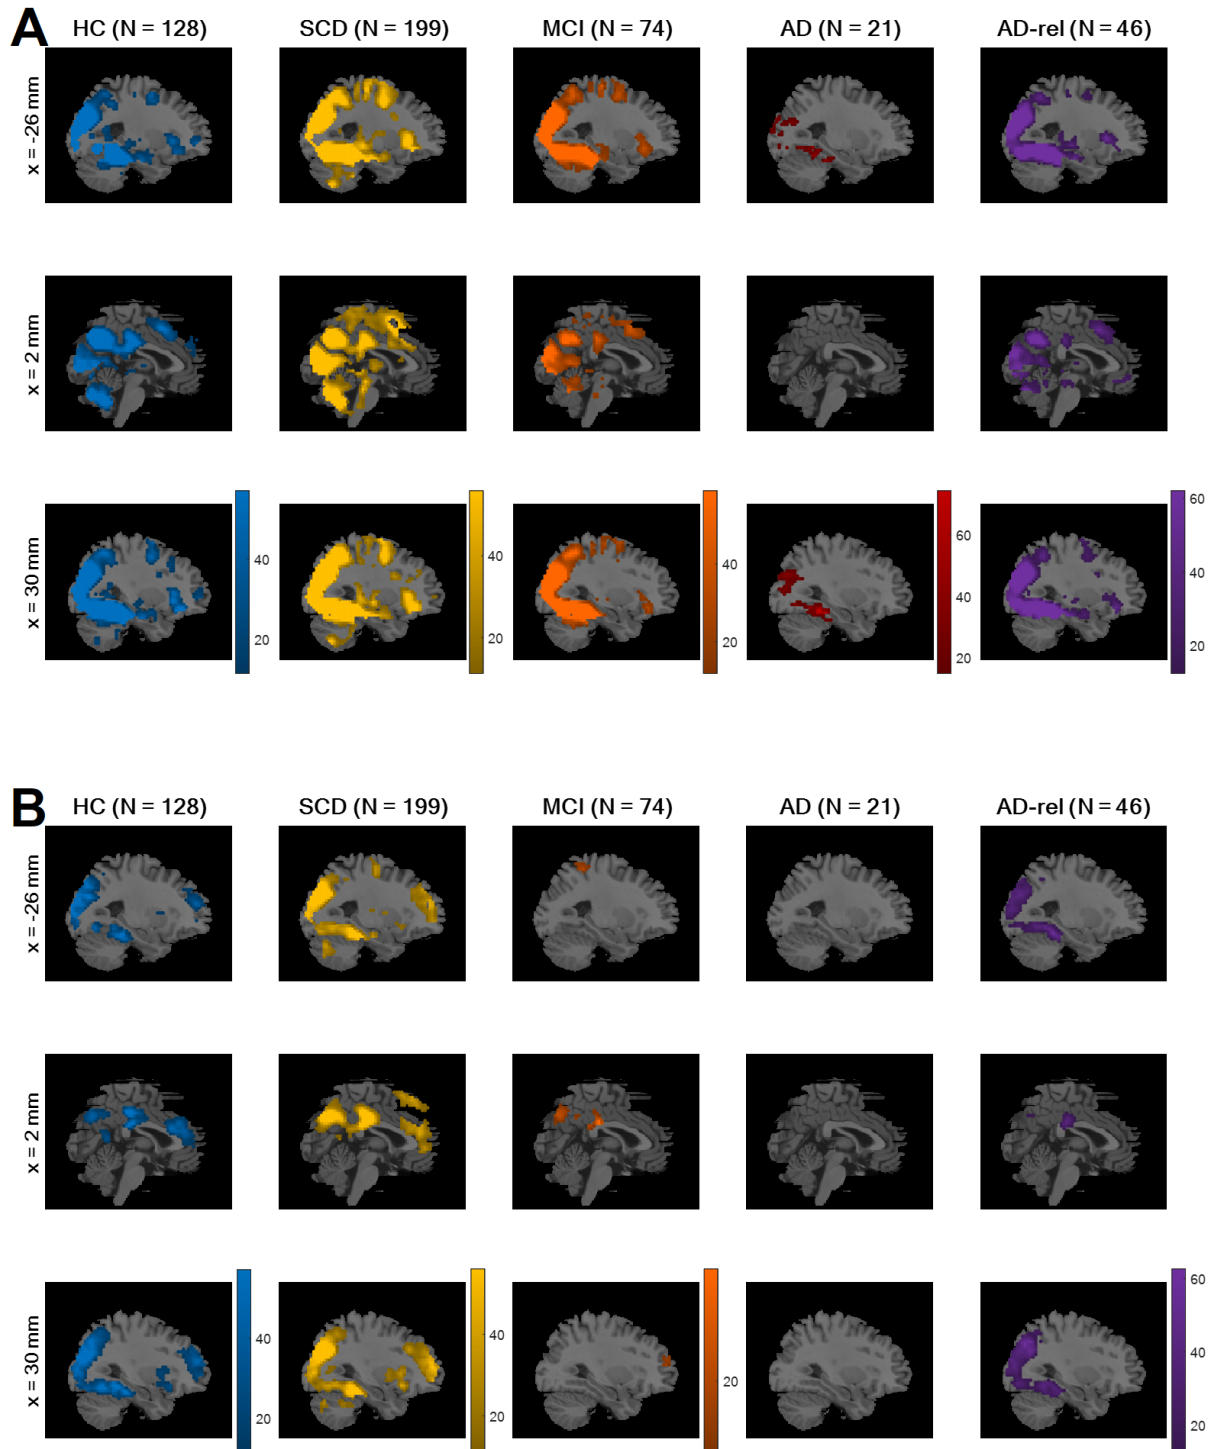 A
HC (N = 128) SCD (N = 199) MCI (N = 74) AD (N = 21) AD-rel (N = 46)
x = -26 mm
x = 2 mm
x = 30 mm
40
20
40
20
40
20
60
40
20
60
40
20
B
HC (N = 128) SCD (N = 199) MCI (N = 74) AD (N = 21) AD-rel (N = 46)
x = -26 mm
x = 2 mm
x = 30 mm
40
20
40
20
20
60
40
20